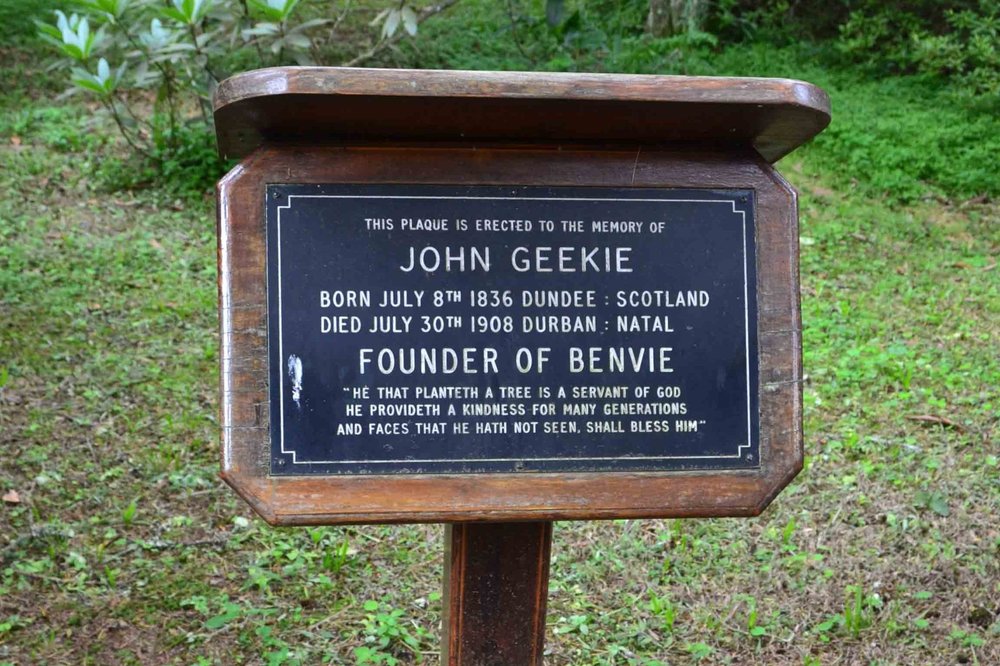 THIS PLAQUE IS ERECTED TO THE MEMORY OF
JOHN GEEKIE
BORN JULY 8TH 1836 DUNDEE : SCOTLAND
DIED JULY 30TH 1908 DURBAN : NATAL
FOUNDER OF BENVIE
"HE THAT PLANTETH A TREE IS A SERVANT OF GOD
HE PROVIDETH A KINDNESS FOR MANY GENERATIONS
AND FACES THAT HE HATH NOT SEEN, SHALL BLESS HIM"